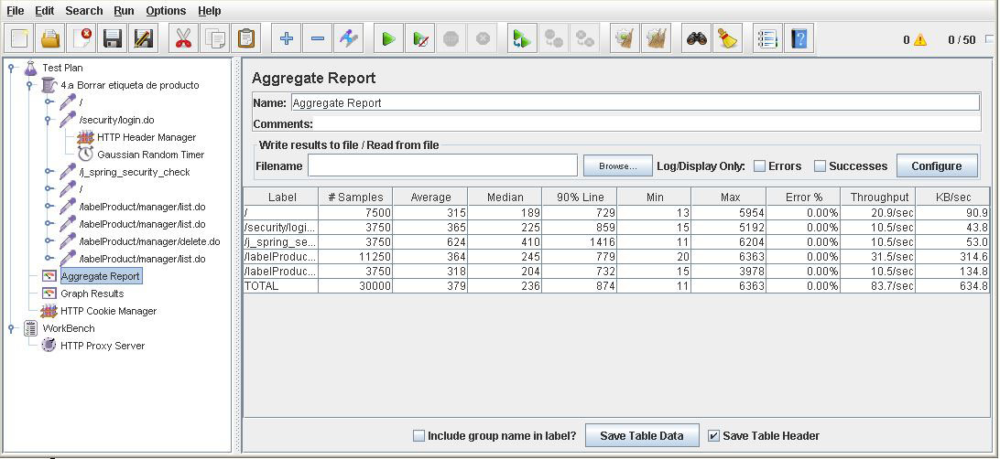 File Edit Search Run Options Help
0 0 / 50
Test Plan
4.a Borrar etiqueta de producto
/
/security/login.do
HTTP Header Manager
Gaussian Random Timer
/j_spring_security_check
/
/labelProduct/manager/list.do
/labelProduct/manager/list.do
/labelProduct/manager/delete.do
/labelProduct/manager/list.do
Aggregate Report
Graph Results
HTTP Cookie Manager
WorkBench
HTTP Proxy Server
Aggregate Report
Name: Aggregate Report
Comments:
Write results to file / Read from file
Filename Browse... Log/Display Only: Errors Successes Configure
Label # Samples Average Median 90% Line Min Max Error % Throughput KB/sec
/ 7500 315 189 729 13 5954 0.00% 20.9/sec 90.9
/security/logi... 3750 365 225 859 15 5192 0.00% 10.5/sec 43.8
/j_spring_se... 3750 624 410 1416 11 6204 0.00% 10.5/sec 53.0
/labelProduc... 11250 364 245 779 20 6363 0.00% 31.5/sec 314.6
/labelProduc... 3750 318 204 732 15 3978 0.00% 10.5/sec 134.8
TOTAL 30000 379 236 874 11 6363 0.00% 83.7/sec 634.8
Include group name in label? Save Table Data Save Table Header